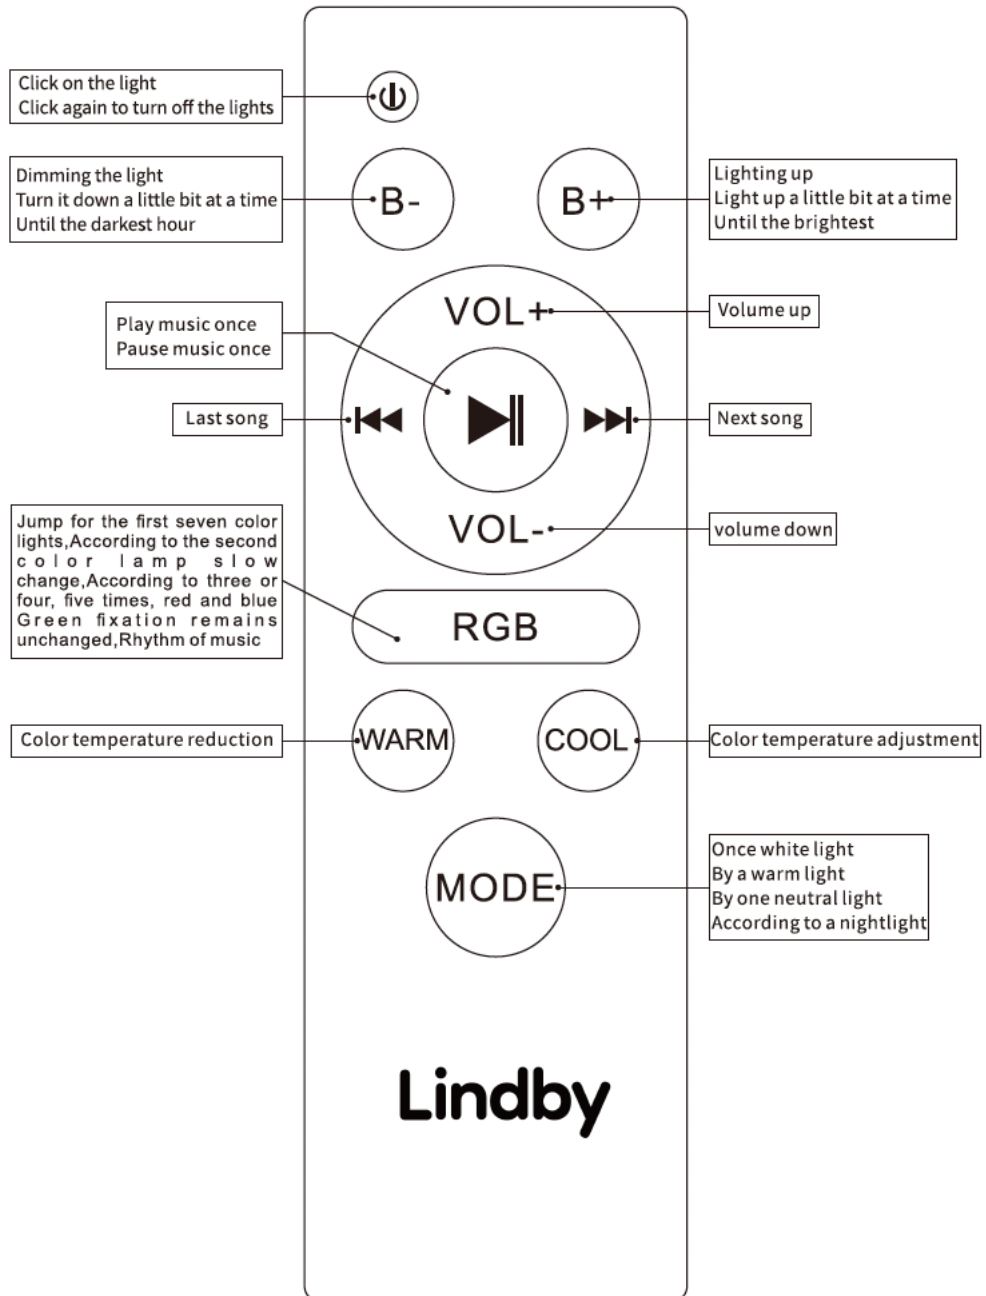 Click on the light
Click again to turn off the lights
Dimming the light
Turn it down a little bit at a time
Until the darkest hour
B-
B+
Lighting up
Light up a little bit at a time
Until the brightest
VOL+
Volume up
Play music once
Pause music once
Last song
Next song
VOL-
volume down
Jump for the first seven color
lights,According to the second
color lamp slow
change,According to three or
four, five times, red and blue
Green fixation remains
unchanged,Rhythm of music
RGB
Color temperature reduction
WARM
COOL
Color temperature adjustment
MODE
Once white light
By a warm light
By one neutral light
According to a nightlight
Lindby